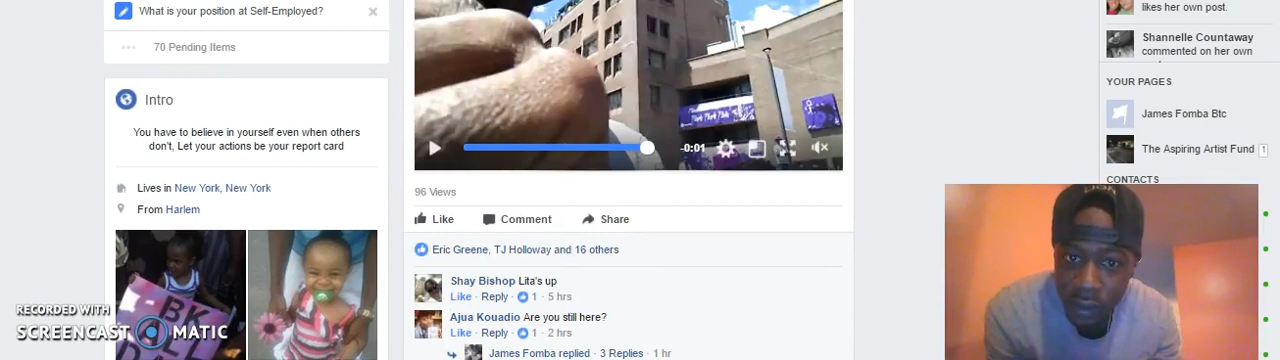 What is your position at Self-Employed?
70 Pending Items
Intro
You have to believe in yourself even when others
don't, Let your actions be your report card
Lives in New York, New York
From Harlem
BK
ALL
RECORDED WITH
SCREENCAST MATIC
-0:01
96 Views
Like Comment Share
Eric Greene, TJ Holloway and 16 others
Shay Bishop Lita's up
Like · Reply · 1 · 5 hrs
Ajua Kouadio Are you still here?
Like · Reply · 1 · 2 hrs
James Fomba replied · 3 Replies · 1 hr
likes her own post.
Shannelle Countaway
commented on her own
YOUR PAGES
James Fomba Btc
The Aspiring Artist Fund 1
CONTACTS